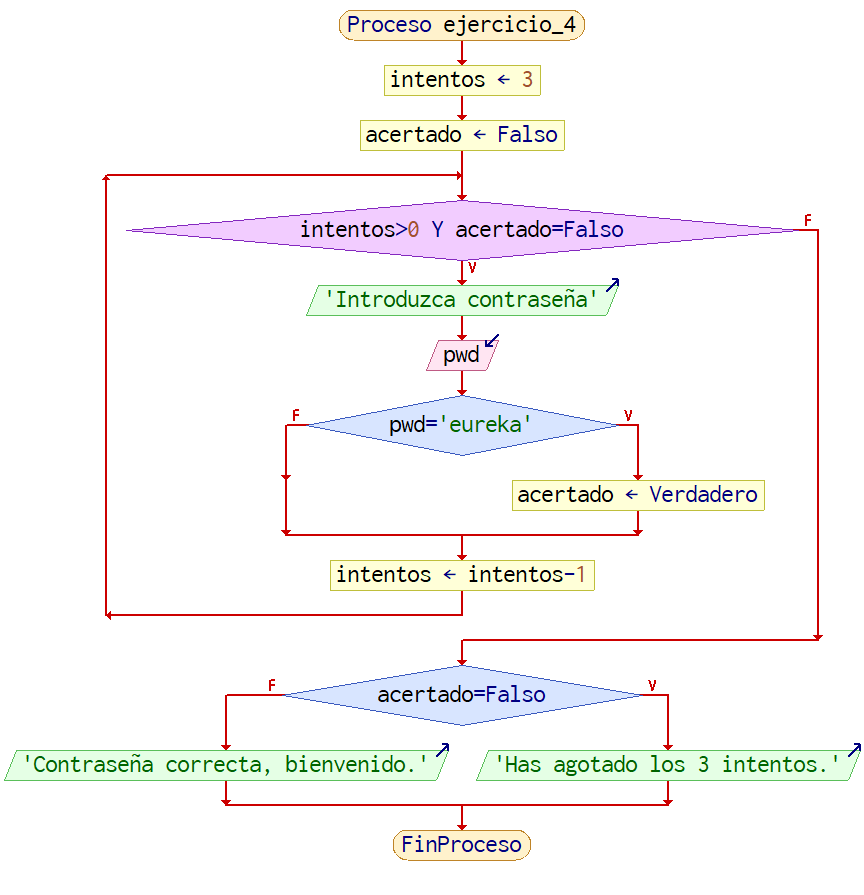 Proceso ejercicio_4
intentos ← 3
acertado ← Falso
intentos>0 Y acertado=Falso
F
V
'Introduzca contraseña'
pwd
F
V
pwd='eureka'
acertado ← Verdadero
intentos ← intentos-1
F
V
acertado=Falso
'Contraseña correcta, bienvenido.'
'Has agotado los 3 intentos.'
FinProceso